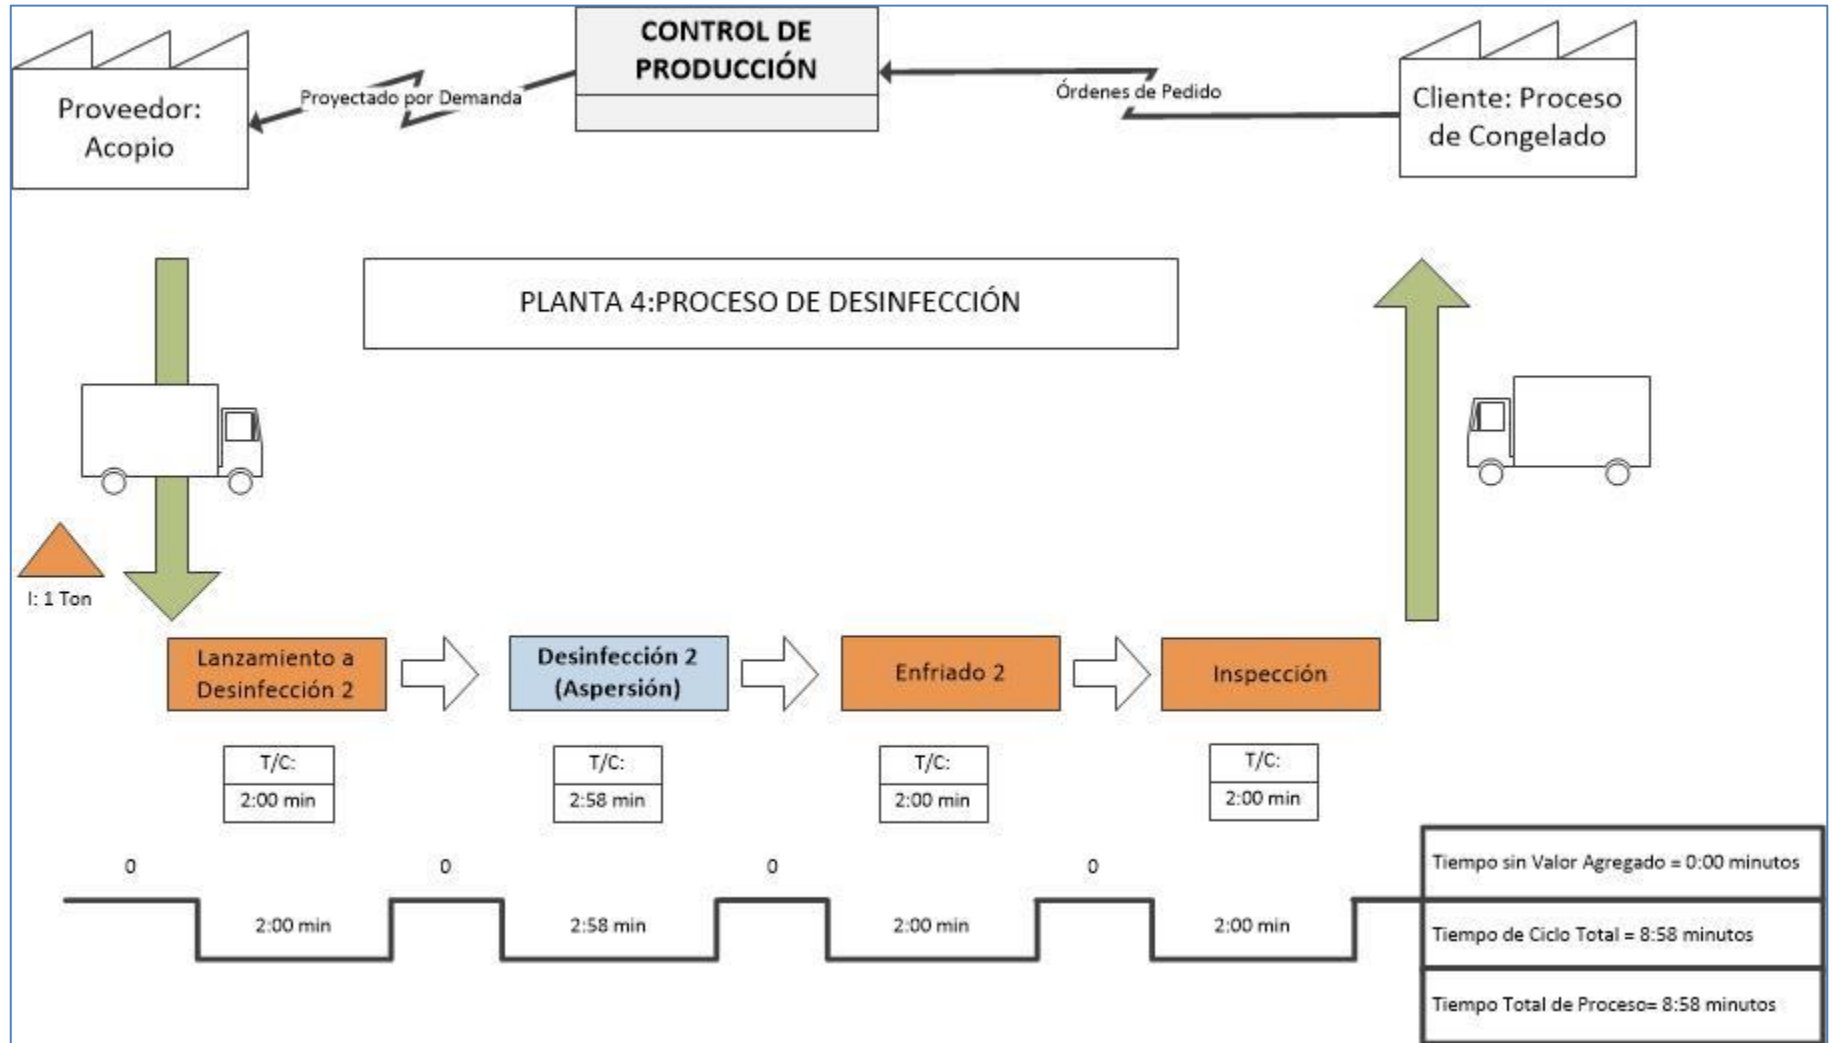 CONTROL DE
PRODUCCIÓN
Proveedor:
Acopio
Proyectado por Demanda
Órdenes de Pedido
Cliente: Proceso
de Congelado
PLANTA 4:PROCESO DE DESINFECCIÓN
I: 1 Ton
Lanzamiento a
Desinfección 2
Desinfección 2
(Aspersión)
Enfriado 2
Inspección
T/C:
2:00 min
T/C:
2:58 min
T/C:
2:00 min
T/C:
2:00 min
0
0
0
0
2:00 min
2:58 min
2:00 min
2:00 min
Tiempo sin Valor Agregado = 0:00 minutos
Tiempo de Ciclo Total = 8:58 minutos
Tiempo Total de Proceso= 8:58 minutos